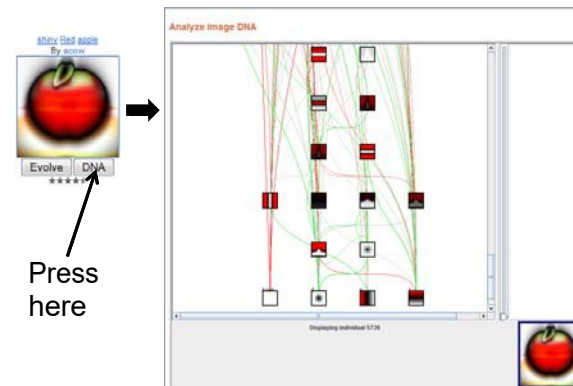 shiny Red apple
By acow
Evolve
DNA
Press
here
Analyze Image DNA
Displaying individual 5736